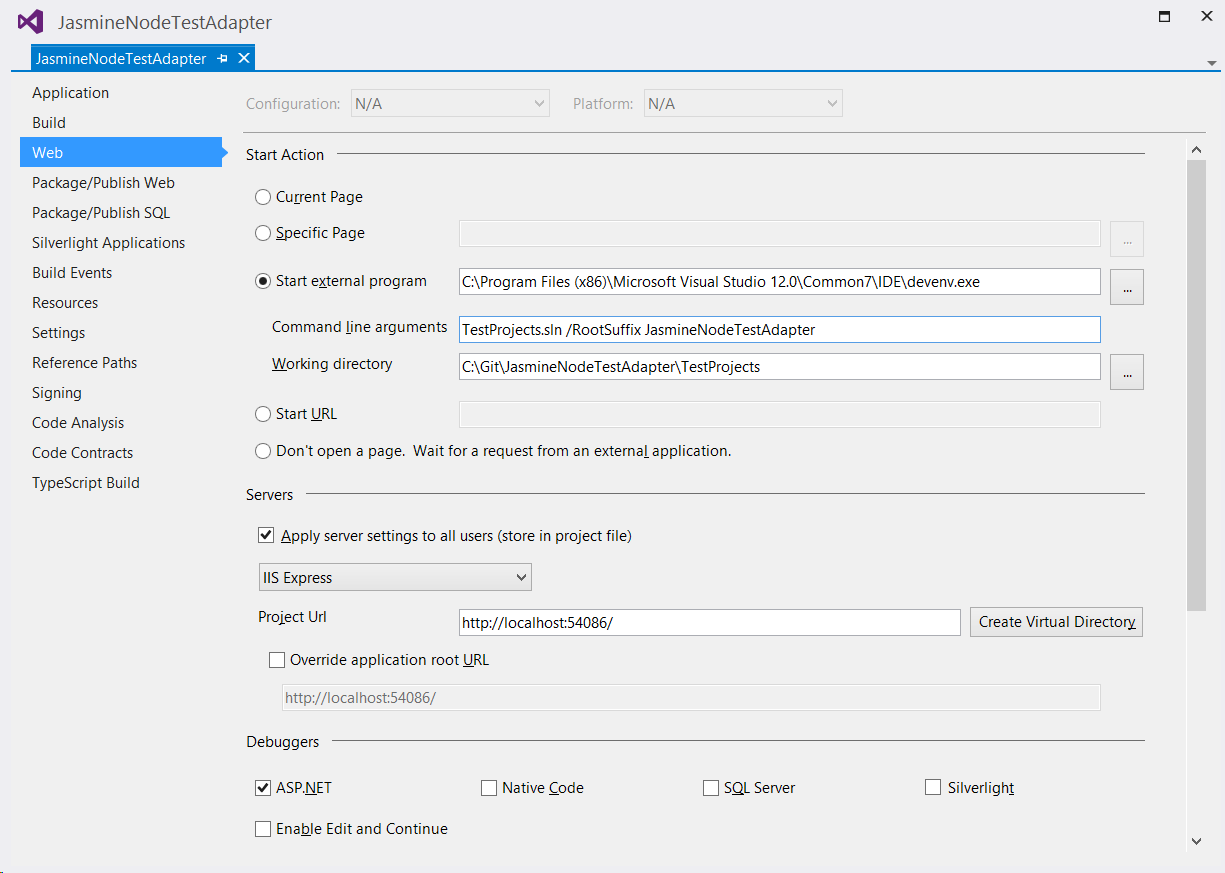 JasmineNodeTestAdapter
JasmineNodeTestAdapter
Application
Build
Web
Package/Publish Web
Package/Publish SQL
Silverlight Applications
Build Events
Resources
Settings
Reference Paths
Signing
Code Analysis
Code Contracts
TypeScript Build
Configuration: N/A Platform: N/A
Start Action
Current Page
Specific Page ...
Start external program C:\Program Files (x86)\Microsoft Visual Studio 12.0\Common7\IDE\devenv.exe ...
Command line arguments TestProjects.sln /RootSuffix JasmineNodeTestAdapter
Working directory C:\Git\JasmineNodeTestAdapter\TestProjects ...
Start URL
Don't open a page. Wait for a request from an external application.
Servers
Apply server settings to all users (store in project file)
IIS Express
Project Url http://localhost:54086/ Create Virtual Directory
Override application root URL
http://localhost:54086/
Debuggers
ASP.NET Native Code SQL Server Silverlight
Enable Edit and Continue